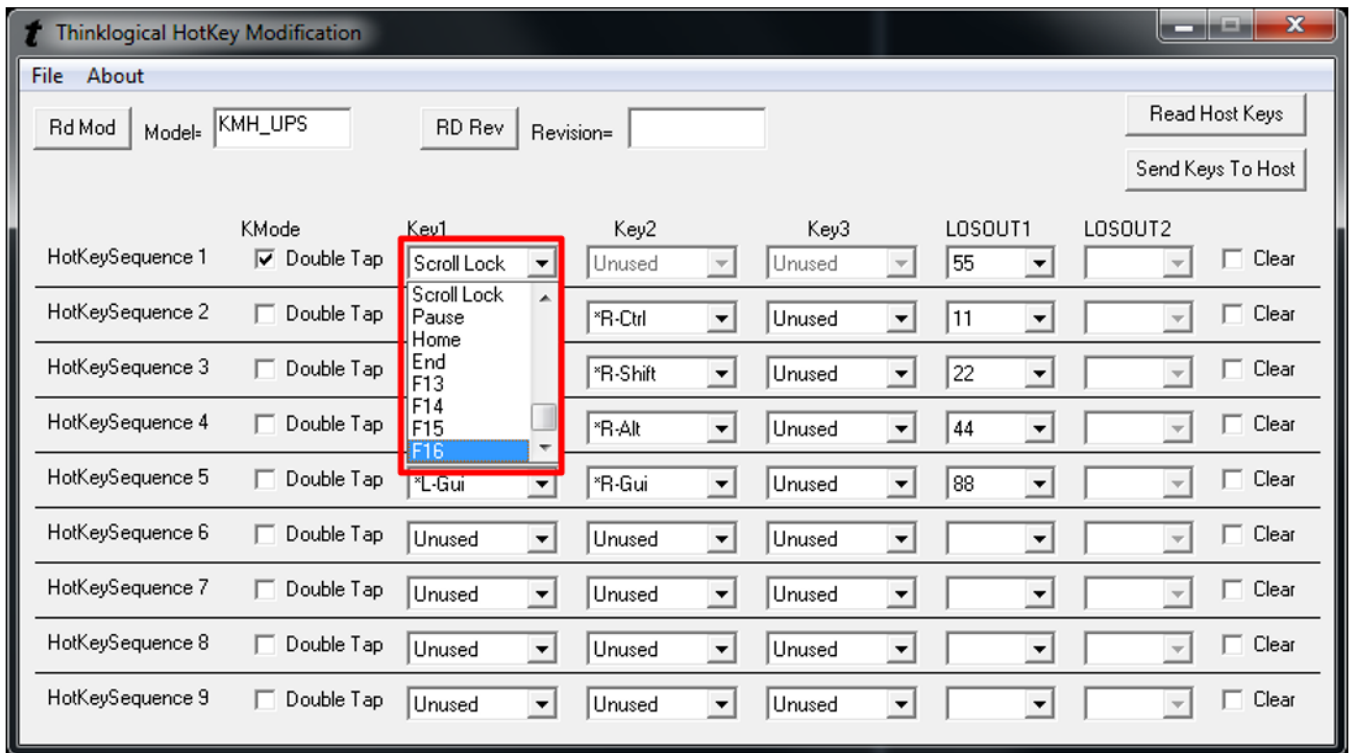 Thinklogical HotKey Modification
File About
Rd Mod Model= KMH_UPS RD Rev Revision= Read Host Keys
Send Keys To Host
KMode Key1 Key2 Key3 LOSOUT1 LOSOUT2
HotKeySequence 1 Double Tap Scroll Lock Unused Unused 55 Clear
Scroll Lock
Pause
Home
End
F13
F14
F15
F16
HotKeySequence 2 Double Tap *R-Ctrl Unused 11 Clear
HotKeySequence 3 Double Tap *R-Shift Unused 22 Clear
HotKeySequence 4 Double Tap *R-Alt Unused 44 Clear
HotKeySequence 5 Double Tap *L-Gui *R-Gui Unused 88 Clear
HotKeySequence 6 Double Tap Unused Unused Unused Clear
HotKeySequence 7 Double Tap Unused Unused Unused Clear
HotKeySequence 8 Double Tap Unused Unused Unused Clear
HotKeySequence 9 Double Tap Unused Unused Unused Clear